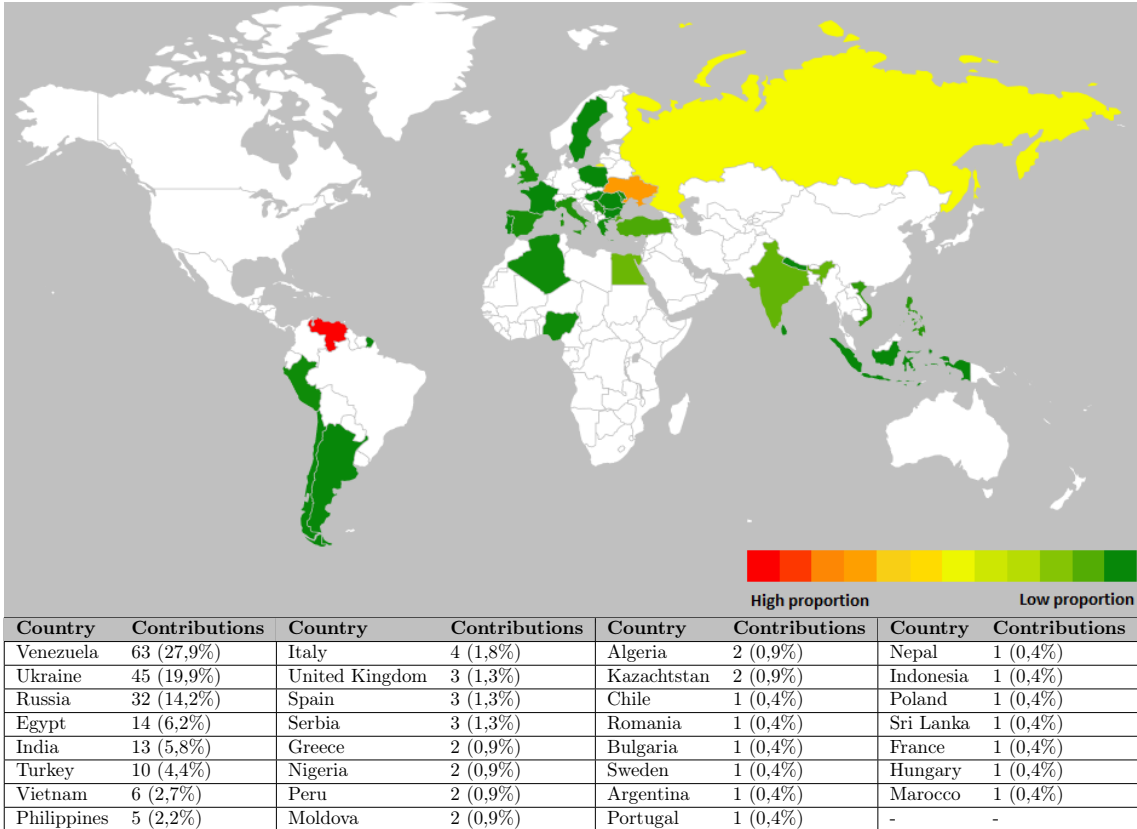 High proportion Low proportion
Country Contributions Country Contributions Country Contributions Country Contributions
Venezuela 63 (27,9%) Italy 4 (1,8%) Algeria 2 (0,9%) Nepal 1 (0,4%)
Ukraine 45 (19,9%) United Kingdom 3 (1,3%) Kazachtstan 2 (0,9%) Indonesia 1 (0,4%)
Russia 32 (14,2%) Spain 3 (1,3%) Chile 1 (0,4%) Poland 1 (0,4%)
Egypt 14 (6,2%) Serbia 3 (1,3%) Romania 1 (0,4%) Sri Lanka 1 (0,4%)
India 13 (5,8%) Greece 2 (0,9%) Bulgaria 1 (0,4%) France 1 (0,4%)
Turkey 10 (4,4%) Nigeria 2 (0,9%) Sweden 1 (0,4%) Hungary 1 (0,4%)
Vietnam 6 (2,7%) Peru 2 (0,9%) Argentina 1 (0,4%) Marocco 1 (0,4%)
Philippines 5 (2,2%) Moldova 2 (0,9%) Portugal 1 (0,4%) - -